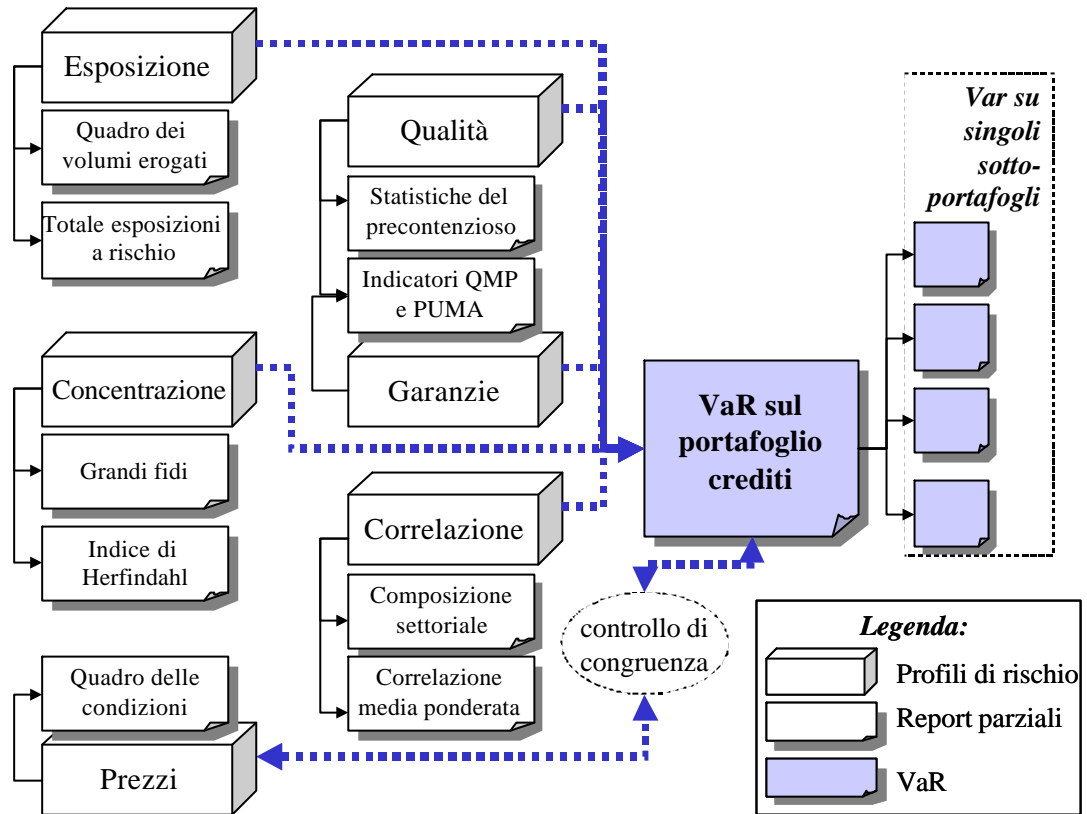 Esposizione
Quadro dei
volumi erogati
Totale esposizioni
a rischio
Concentrazione
Grandi fidi
Indice di
Herfindahl
Quadro delle
condizioni
Prezzi
Qualità
Statistiche del
precontenzioso
Indicatori QMP
e PUMA
Garanzie
Correlazione
Composizione
settoriale
Correlazione
media ponderata
VaR sul
portafoglio
crediti
controllo di
congruenza
Var su
singoli
sotto-
portafogli
Legenda:
Profili di rischio
Report parziali
VaR